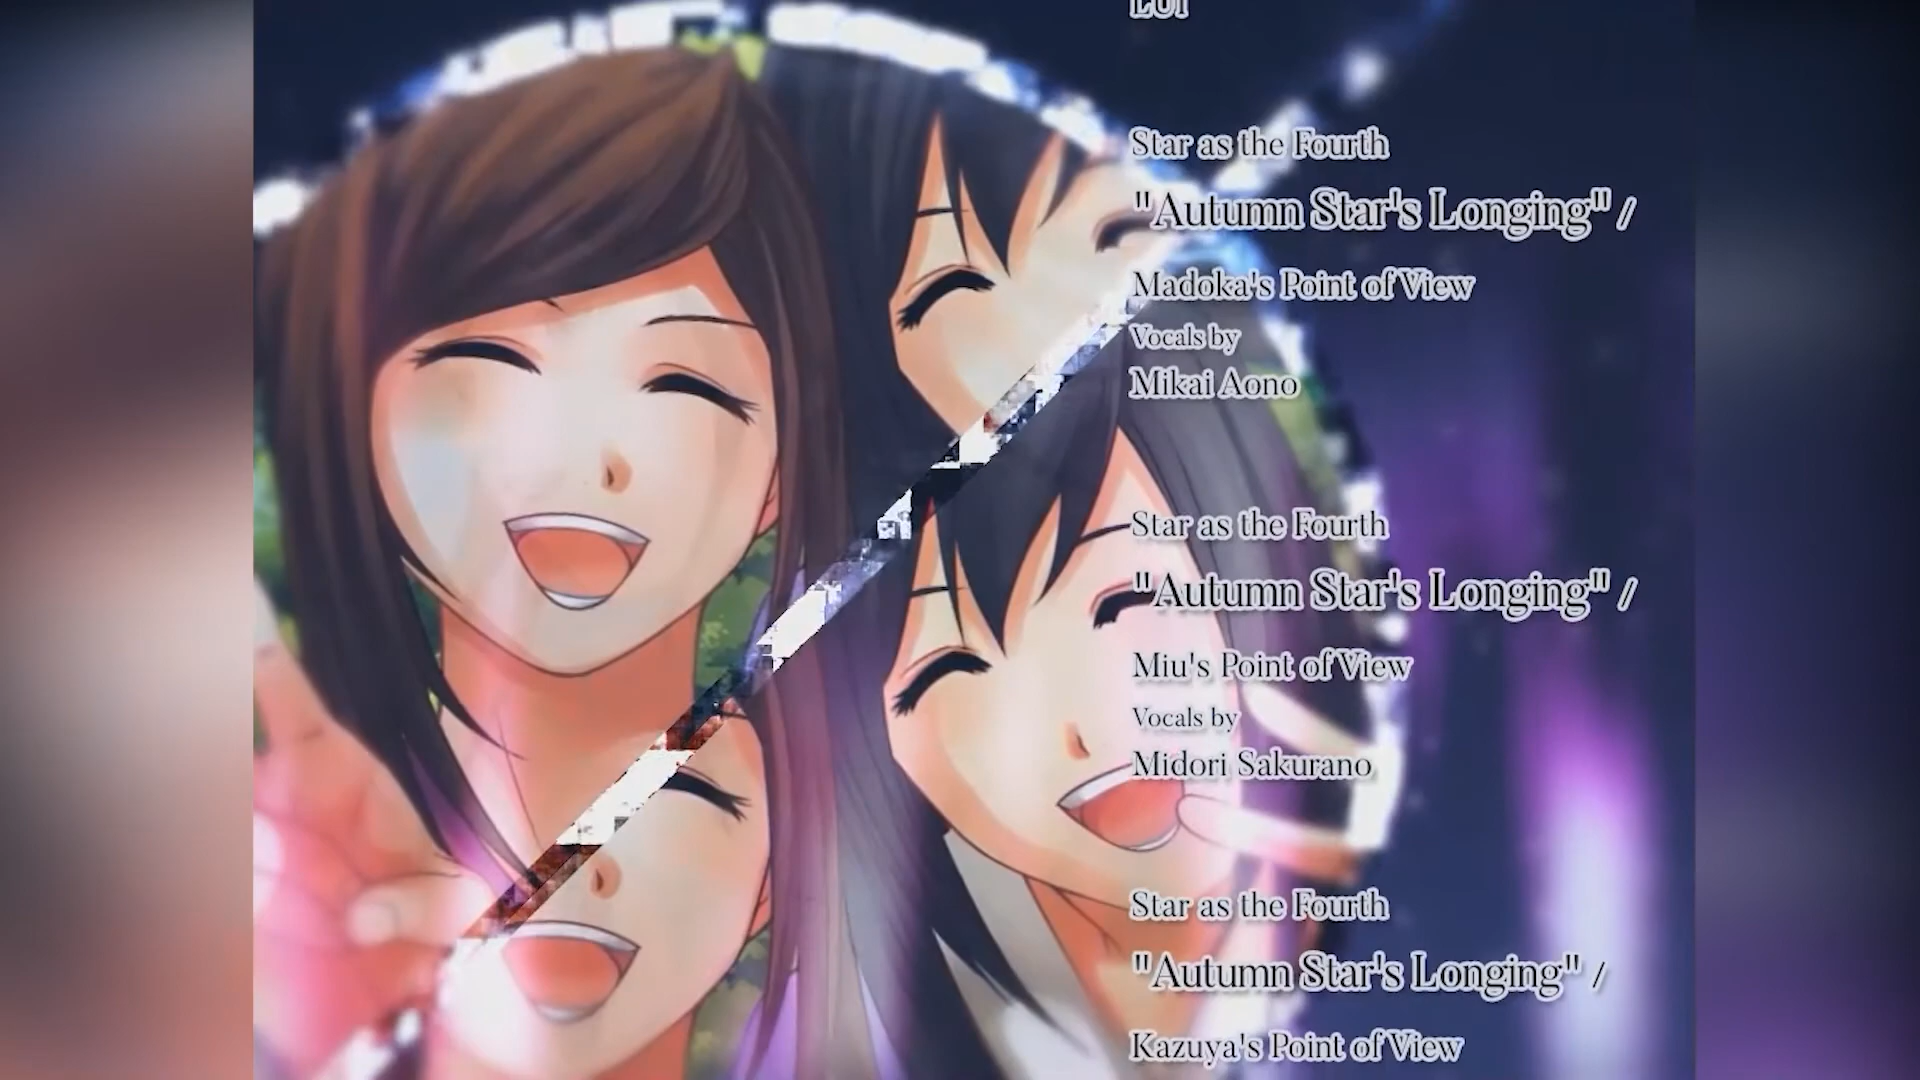 LUI
Star as the Fourth
"Autumn Star's Longing" /
Madoka's Point of View
Vocals by
Mikai Aono
Star as the Fourth
"Autumn Star's Longing" /
Miu's Point of View
Vocals by
Midori Sakurano
Star as the Fourth
"Autumn Star's Longing" /
Kazuya's Point of View